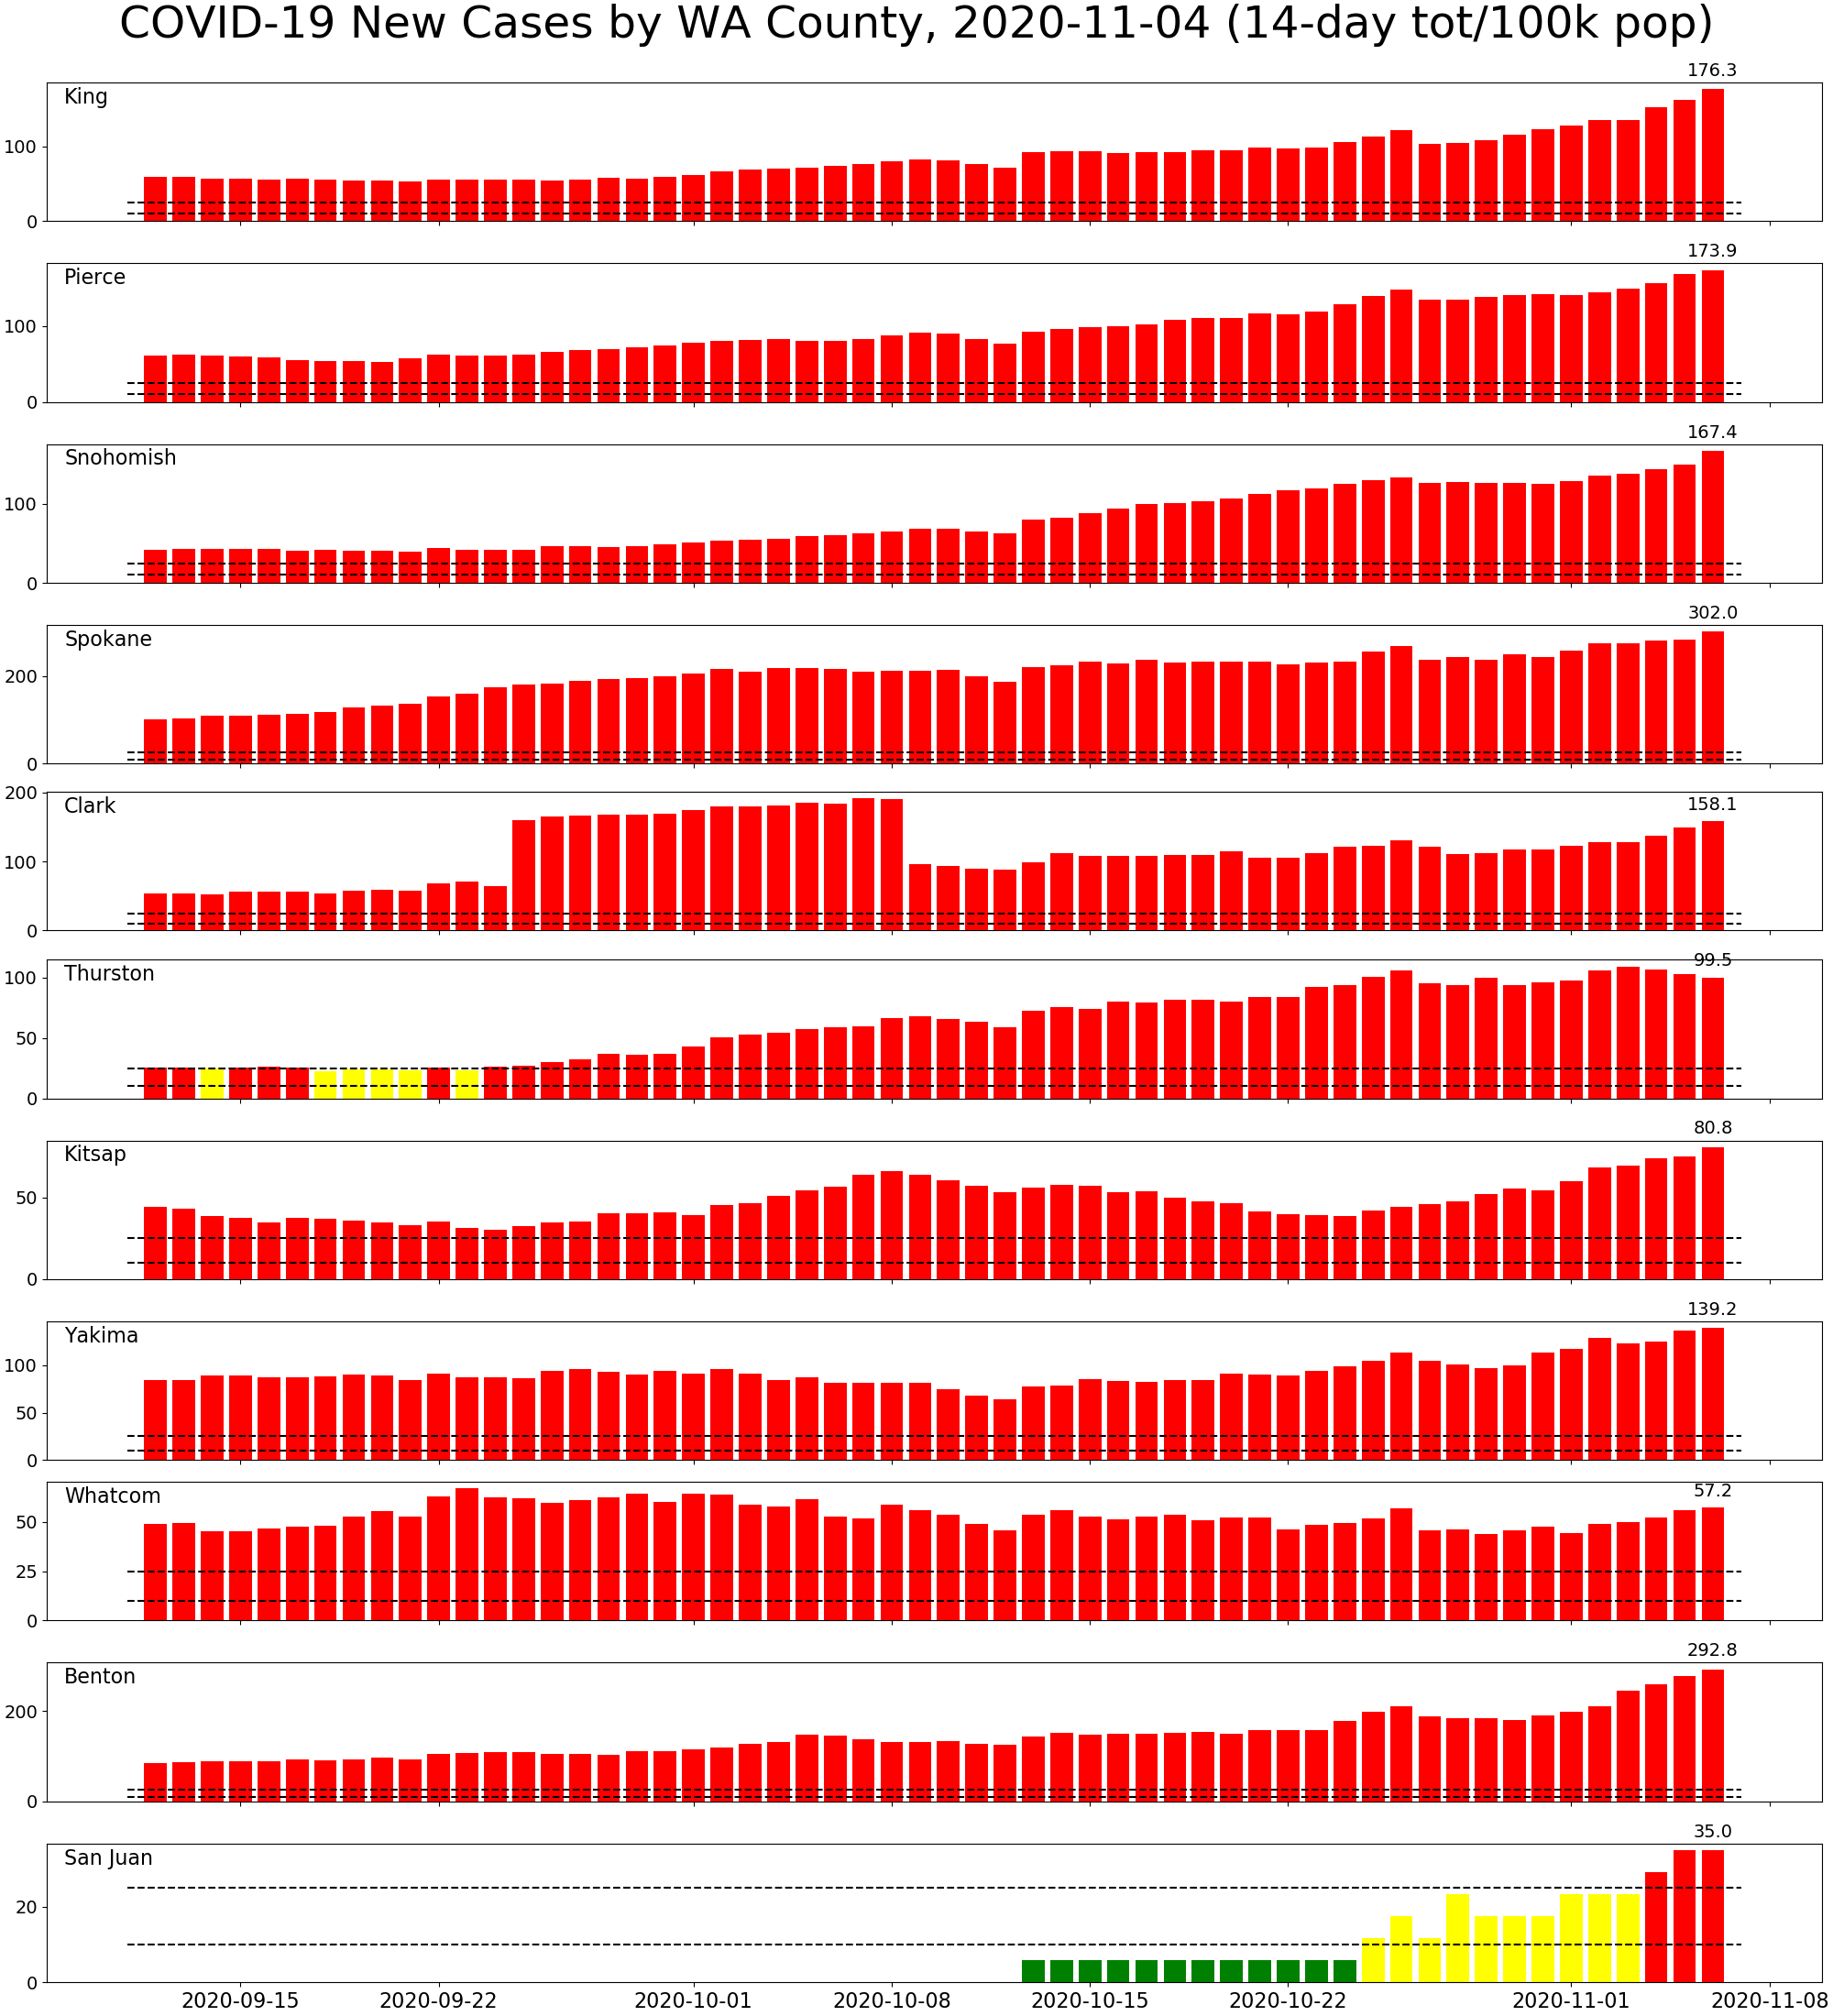 COVID-19 New Cases by WA County, 2020-11-04 (14-day tot/100k pop)
176.3
King
100
0
173.9
Pierce
100
0
167.4
Snohomish
100
0
302.0
Spokane
200
0
200
Clark
158.1
100
0
99.5
Thurston
100
50
0
80.8
Kitsap
50
0
139.2
Yakima
100
50
0
57.2
Whatcom
50
25
0
292.8
Benton
200
0
35.0
San Juan
20
0
2020-09-15 2020-09-22 2020-10-01 2020-10-08 2020-10-15 2020-10-22 2020-11-01 2020-11-08